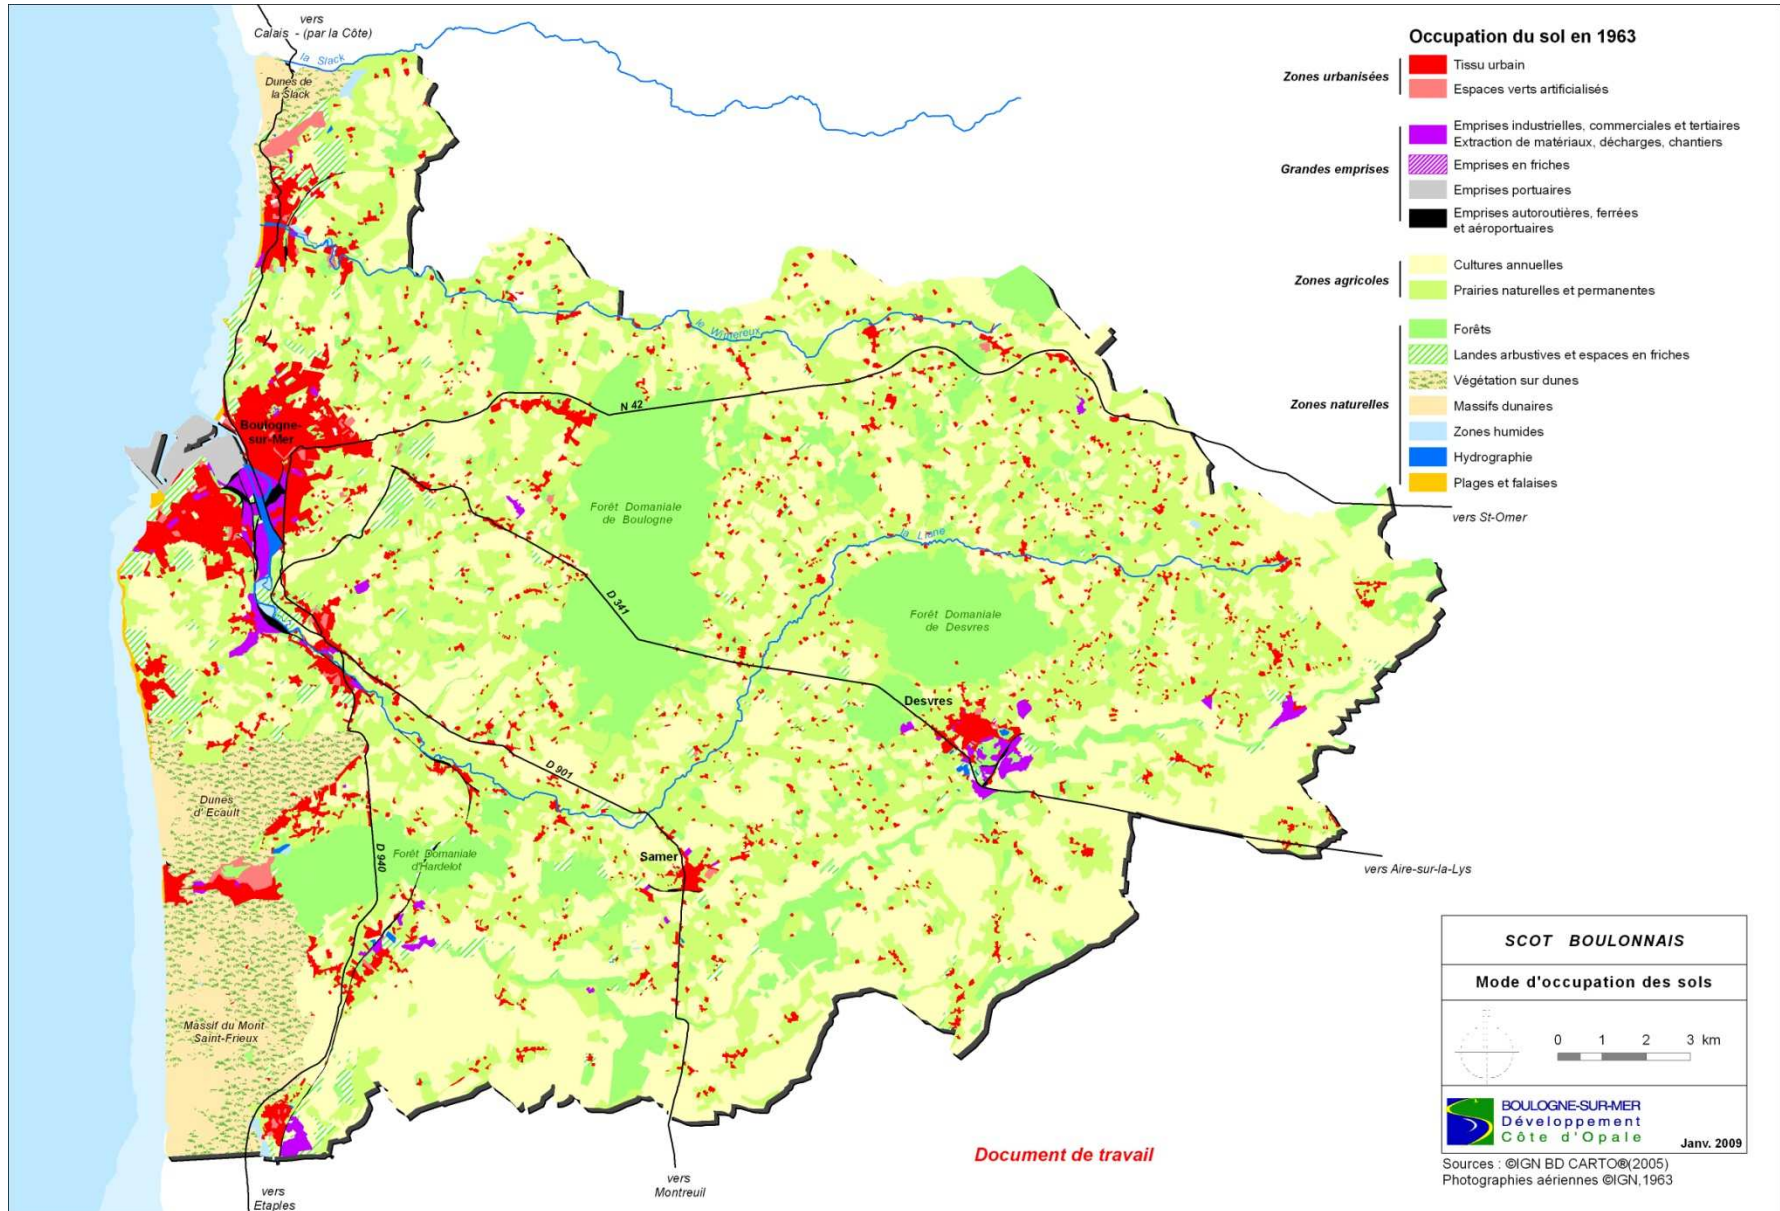 vers
Calais - (par la Côte)
la Slack
Dunes de
la Slack
le Wimereux
N 42
Boulogne-
sur-Mer
Forêt Domaniale
de Boulogne
la Liane
D 341
Forêt Domaniale
de Desvres
Desvres
D 901
Dunes
d'Ecault
D 940
Forêt Domaniale
d'Hardelot
Samer
Massif du Mont
Saint-Frieux
vers
Etaples
vers
Montreuil
vers St-Omer
vers Aire-sur-la-Lys
Document de travail
Occupation du sol en 1963
Zones urbanisées
Tissu urbain
Espaces verts artificialisés
Grandes emprises
Emprises industrielles, commerciales et tertiaires
Extraction de matériaux, décharges, chantiers
Emprises en friches
Emprises portuaires
Emprises autoroutières, ferrées
et aéroportuaires
Zones agricoles
Cultures annuelles
Prairies naturelles et permanentes
Zones naturelles
Forêts
Landes arbustives et espaces en friches
Végétation sur dunes
Massifs dunaires
Zones humides
Hydrographie
Plages et falaises
SCOT BOULONNAIS
Mode d'occupation des sols
0 1 2 3 km
BOULOGNE-SUR-MER
Développement
Côte d'Opale
Janv. 2009
Sources : ©IGN BD CARTO®(2005)
Photographies aériennes ©IGN,1963